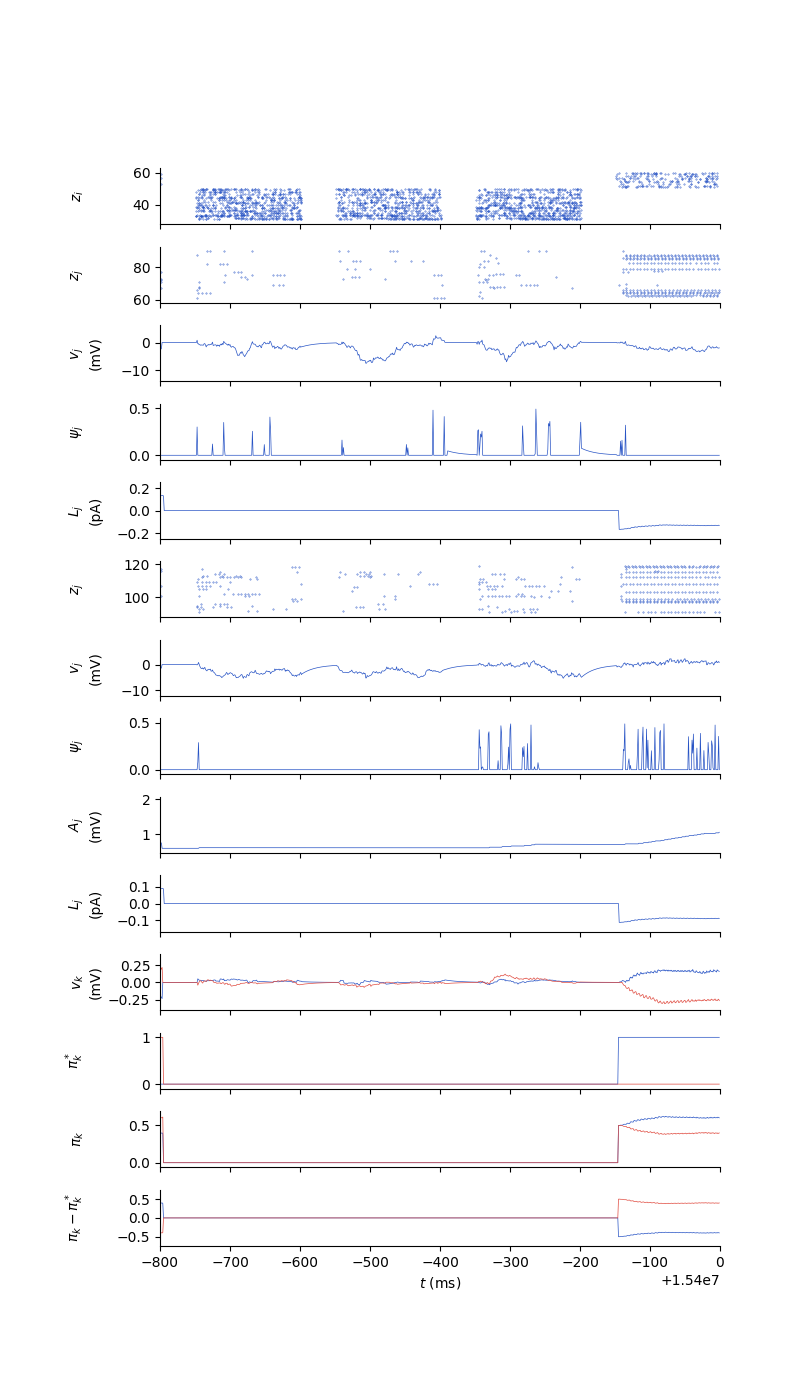 60
40
z_i
80
60
z_j
0
−10
v_j
(mV)
0.5
0.0
ψ_j
0.2
0.0
−0.2
L_j
(pA)
120
100
z_j
0
−10
v_j
(mV)
0.5
0.0
ψ_j
2
1
A_j
(mV)
0.1
0.0
−0.1
L_j
(pA)
0.25
0.00
−0.25
v_k
(mV)
1
0
π_k^*
0.5
0.0
π_k
0.5
0.0
−0.5
π_k − π_k^*
−800 −700 −600 −500 −400 −300 −200 −100 0
t (ms)
+1.54e7